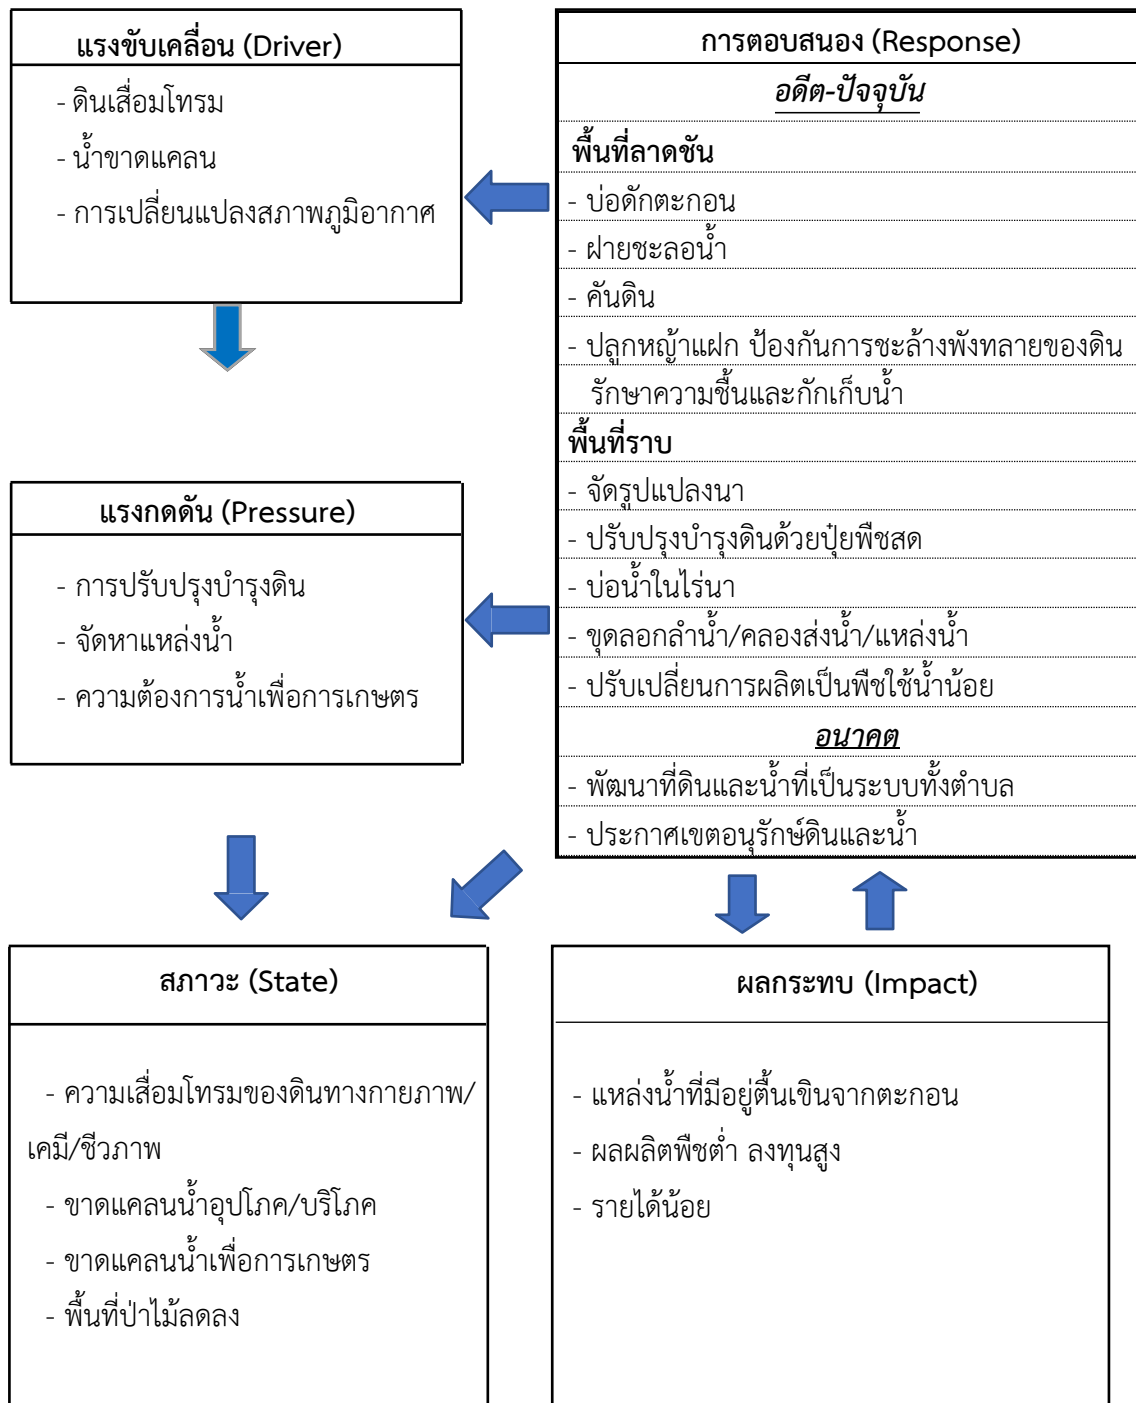 แรงขับเคลื่อน (Driver)
- ดินเสื่อมโทรม
- น้ำขาดแคลน
- การเปลี่ยนแปลงสภาพภูมิอากาศ
การตอบสนอง (Response)
อดีต-ปัจจุบัน
พื้นที่ลาดชัน
- บ่อดักตะกอน
- ฝายชะลอน้ำ
- คันดิน
- ปลูกหญ้าแฝก ป้องกันการชะล้างพังทลายของดิน
รักษาความชื้นและกักเก็บน้ำ
พื้นที่ราบ
- จัดรูปแปลงนา
- ปรับปรุงบำรุงดินด้วยปุ๋ยพืชสด
- บ่อน้ำในไร่นา
- ขุดลอกลำน้ำ/คลองส่งน้ำ/แหล่งน้ำ
- ปรับเปลี่ยนการผลิตเป็นพืชใช้น้ำน้อย
อนาคต
- พัฒนาที่ดินและน้ำที่เป็นระบบทั้งตำบล
- ประกาศเขตอนุรักษ์ดินและน้ำ
แรงกดดัน (Pressure)
- การปรับปรุงบำรุงดิน
- จัดหาแหล่งน้ำ
- ความต้องการน้ำเพื่อการเกษตร
สภาวะ (State)
- ความเสื่อมโทรมของดินทางกายภาพ/
เคมี/ชีวภาพ
- ขาดแคลนน้ำอุปโภค/บริโภค
- ขาดแคลนน้ำเพื่อการเกษตร
- พื้นที่ป่าไม้ลดลง
ผลกระทบ (Impact)
- แหล่งน้ำที่มีอยู่ตื้นเขินจากตะกอน
- ผลผลิตพืชต่ำ ลงทุนสูง
- รายได้น้อย